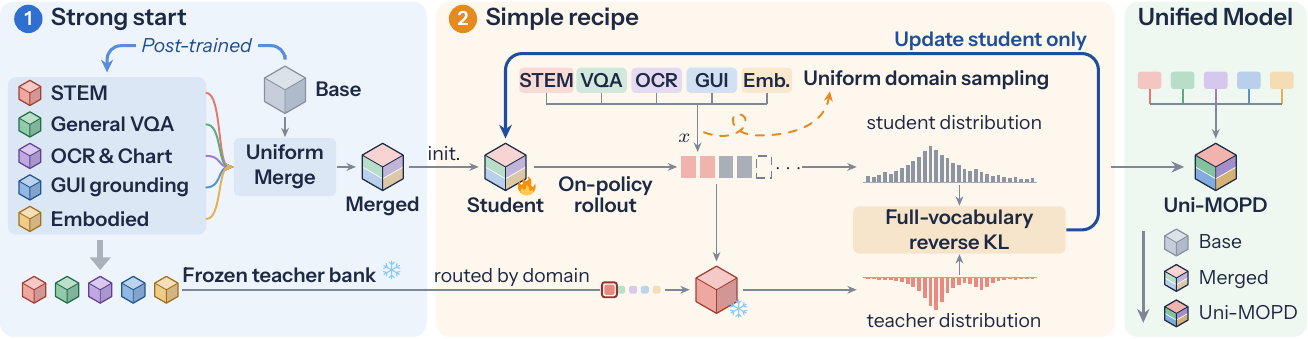 1 Strong start
Post-trained
STEM
General VQA
OCR & Chart
GUI grounding
Embodied
Base
Uniform
Merge
Merged
Frozen teacher bank
init.
2 Simple recipe
Update student only
STEM VQA OCR GUI Emb. Uniform domain sampling
x
student distribution
Student
On-policy
rollout
...
Full-vocabulary
reverse KL
routed by domain
teacher distribution
Unified Model
Uni-MOPD
Base
Merged
Uni-MOPD